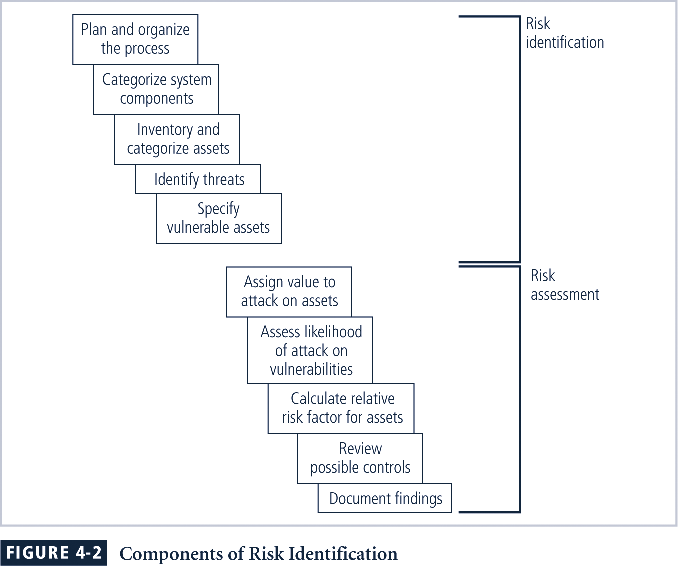 Plan and organize
the process
Categorize system
components
Inventory and
categorize assets
Identify threats
Specify
vulnerable assets
Risk
identification
Assign value to
attack on assets
Assess likelihood
of attack on
vulnerabilities
Calculate relative
risk factor for assets
Review
possible controls
Document findings
Risk
assessment
FIGURE 4-2 Components of Risk Identification